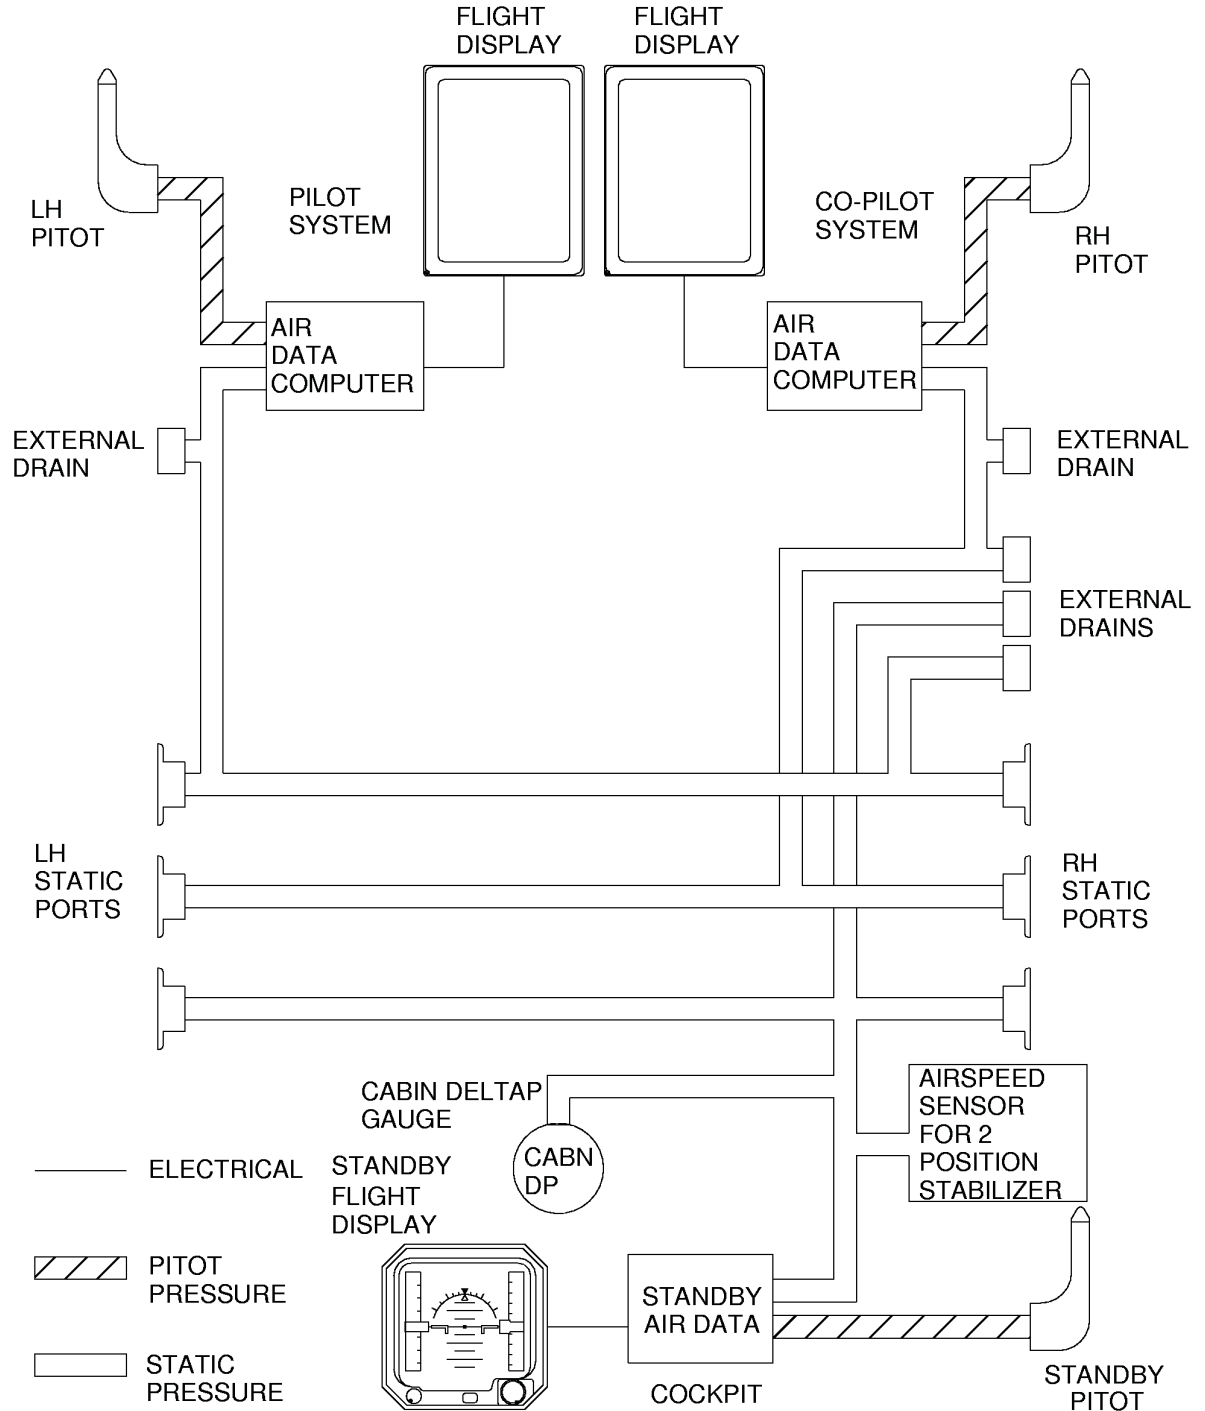 FLIGHT
DISPLAY
FLIGHT
DISPLAY
LH
PITOT
PILOT
SYSTEM
CO-PILOT
SYSTEM
RH
PITOT
AIR
DATA
COMPUTER
AIR
DATA
COMPUTER
EXTERNAL
DRAIN
EXTERNAL
DRAIN
EXTERNAL
DRAINS
LH
STATIC
PORTS
RH
STATIC
PORTS
CABIN DELTAP
GAUGE
CABN
DP
AIRSPEED
SENSOR
FOR 2
POSITION
STABILIZER
ELECTRICAL
STANDBY
FLIGHT
DISPLAY
PITOT
PRESSURE
STANDBY
AIR DATA
STATIC
PRESSURE
COCKPIT
STANDBY
PITOT